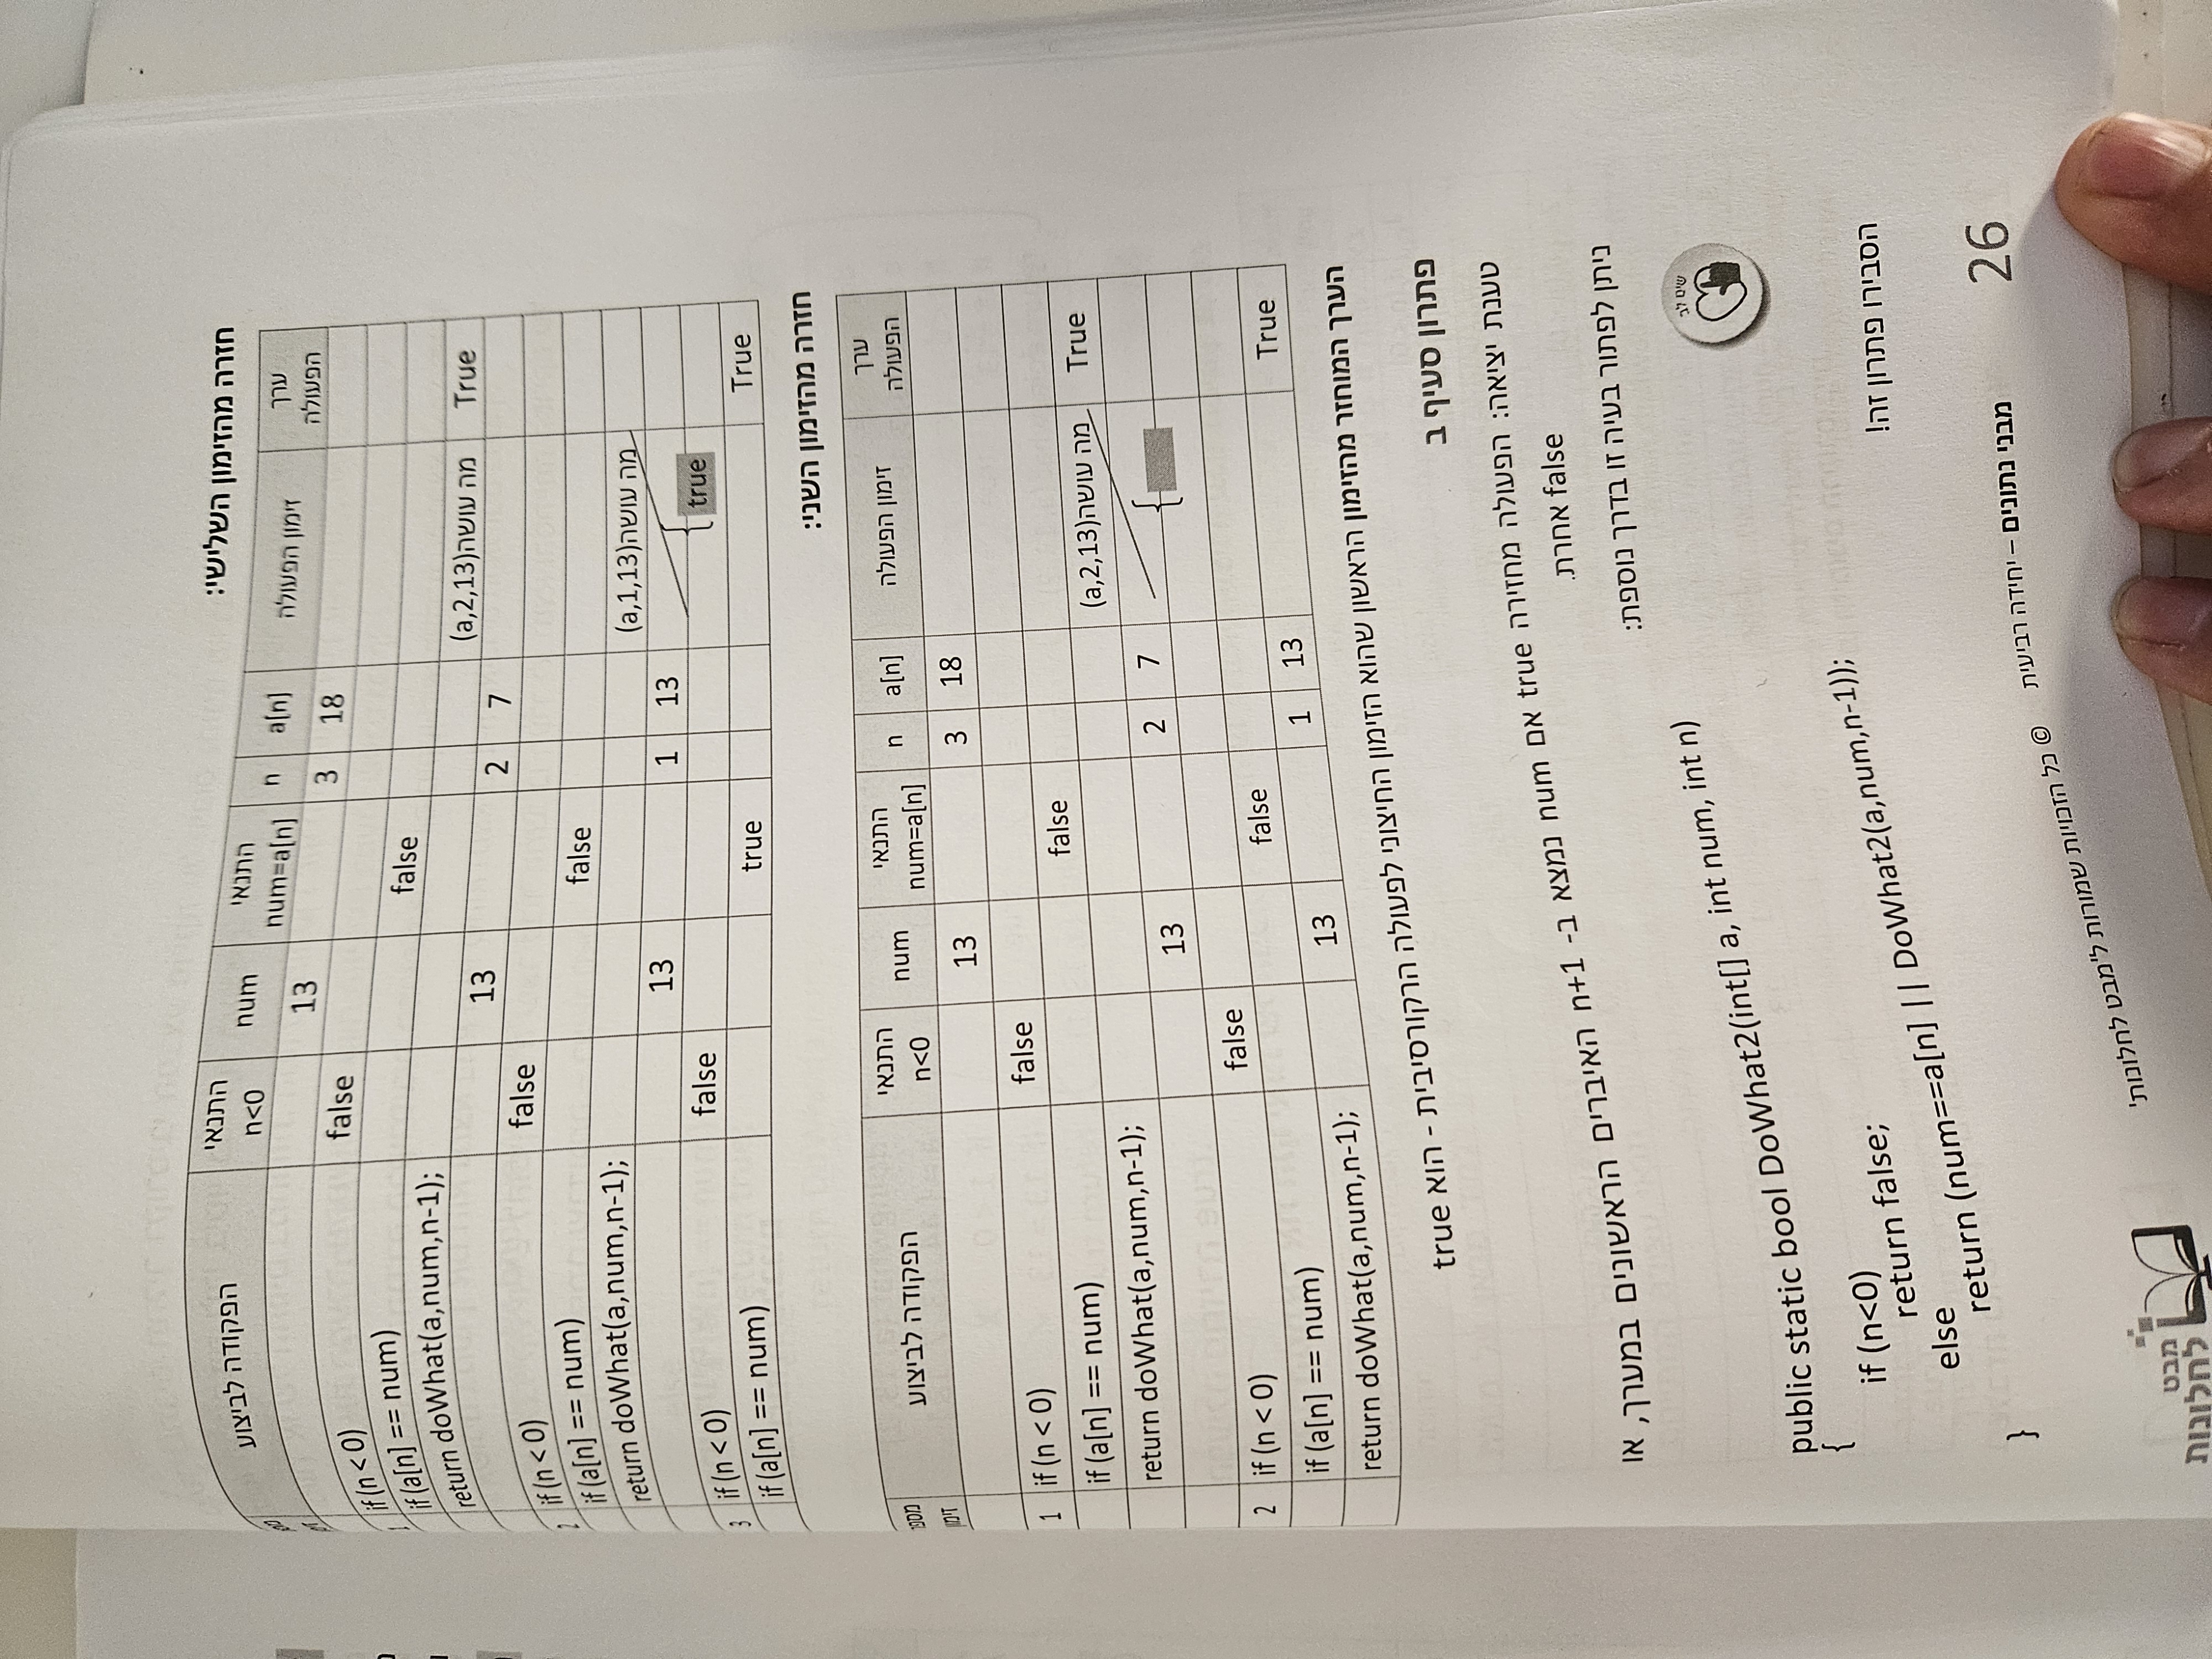 חזרה מהזימון השלישי:
הפקודה לביצוע | התנאי n<0 | num | התנאי num=a[n] | n | a[n] | זימון הפעולה | ערך הפעולה
13 | 3 | 18
1 | if (n < 0) | false
if (a[n] == num) | false
return doWhat(a,num,n-1); | מה עושה(a,2,13) | True
13 | 2 | 7
2 | if (n < 0) | false
if (a[n] == num) | false
return doWhat(a,num,n-1); | מה עושה(a,1,13)
13 | 1 | 13
3 | if (n < 0) | false | { true
if (a[n] == num) | true | True
חזרה מהזימון השני:
מספר זימון | הפקודה לביצוע | התנאי n<0 | num | התנאי num=a[n] | n | a[n] | זימון הפעולה | ערך הפעולה
13 | 3 | 18
1 | if (n < 0) | false
if (a[n] == num) | false
return doWhat(a,num,n-1); | מה עושה(a,2,13) | True
13 | 2 | 7 | {
2 | if (n < 0) | false
if (a[n] == num) | false
return doWhat(a,num,n-1); | 13 | 1 | 13 | True
הערך המוחזר מהזימון הראשון שהוא הזימון החיצוני לפעולה הרקורסיבית - הוא true
פתרון סעיף ב
טענת יציאה: הפעולה מחזירה true אם num נמצא ב- n+1 האיברים הראשונים במערך, או
false אחרת.
ניתן לפתור בעיה זו בדרך נוספת:
שים לב
public static bool DoWhat2(int[] a, int num, int n)
{
if (n<0)
return false;
else
return (num==a[n] || DoWhat2(a,num,n-1));
}
הסבירו פתרון זה!
26
מבני נתונים – יחידה רביעית © כל הזכויות שמורות ל'מבט לחלונות'
מבט
לחלונות